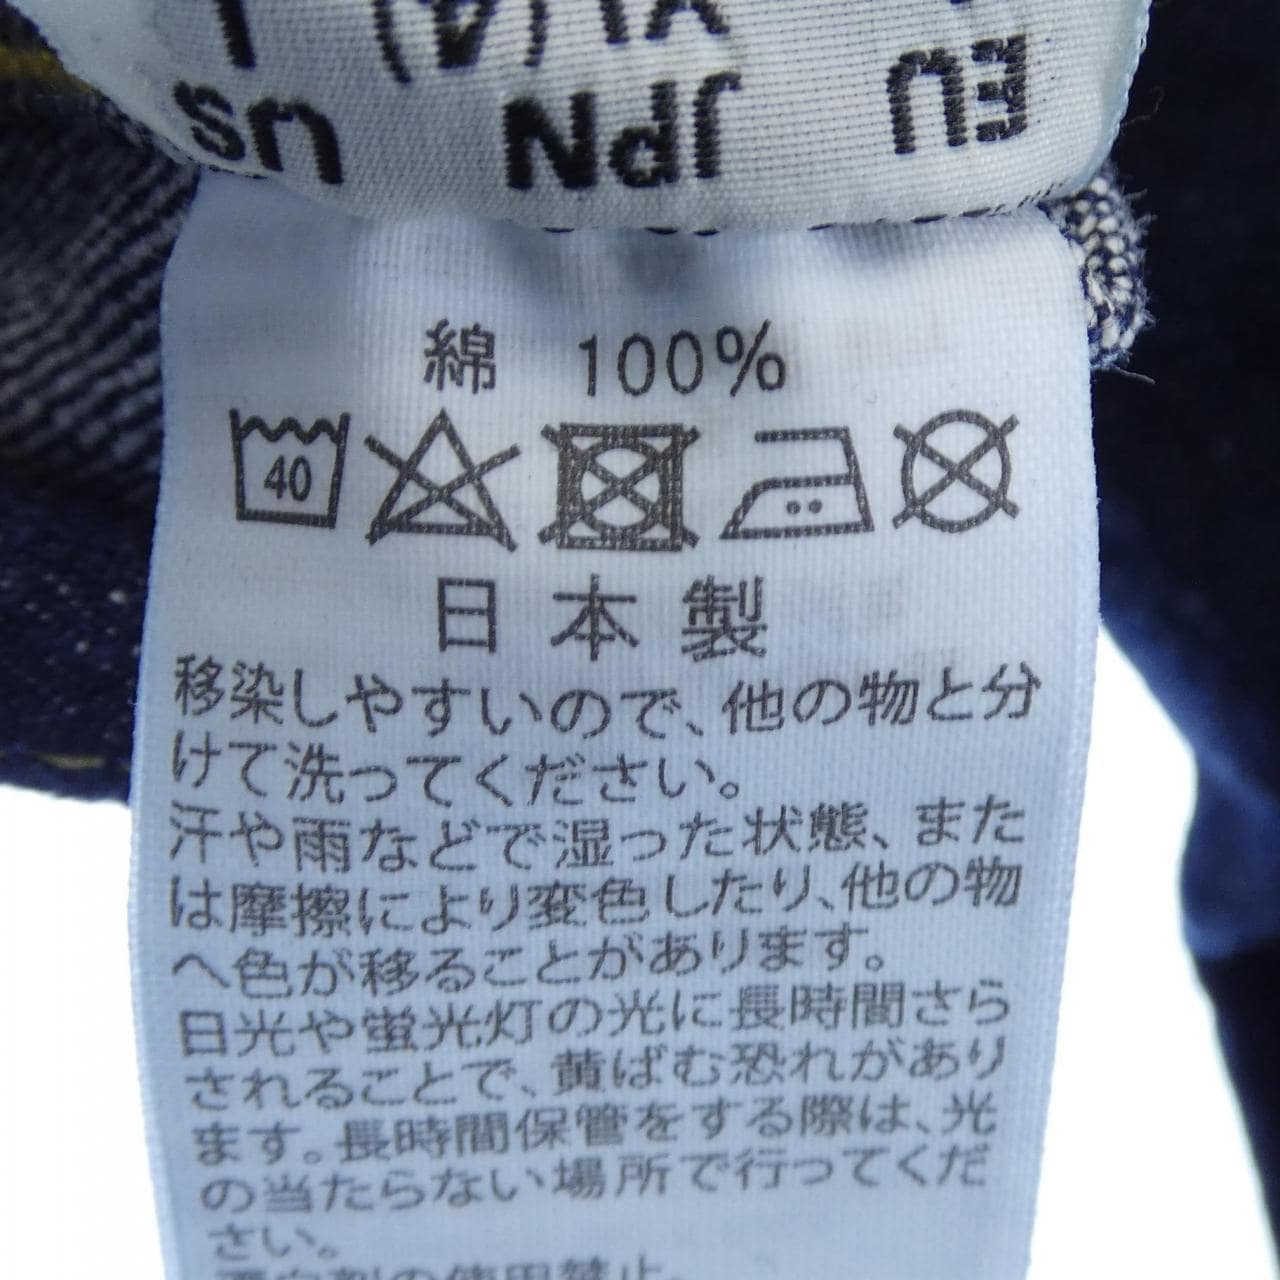 US JPN EU
L XL(4)
綿 100%
40
日本製
移染しやすいので、他の物と分
けて洗ってください。
汗や雨などで湿った状態、また
は摩擦により変色したり、他の物
へ色が移ることがあります。
日光や蛍光灯の光に長時間さら
されることで、黄ばむ恐れがあり
ます。長時間保管をする際は、光
の当たらない場所で行ってくだ
さい。